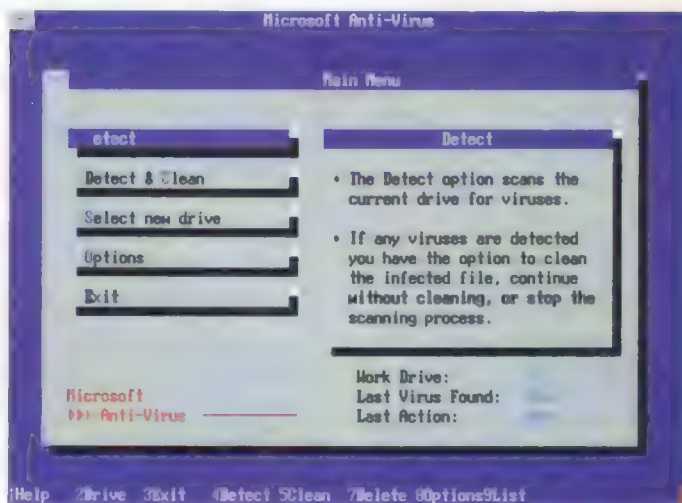 Microsoft Anti-Virus
Main Menu
etect
Detect & Clean
Select new drive
Options
Exit
Detect
• The Detect option scans the
current drive for viruses.
• If any viruses are detected
you have the option to clean
the infected file, continue
without cleaning, or stop the
scanning process.
Work Drive:
Last Virus Found:
Last Action:
Microsoft
Anti-Virus
1Help 2Drive 3Exit 4Detect 5Clean 7Delete 8Options9List